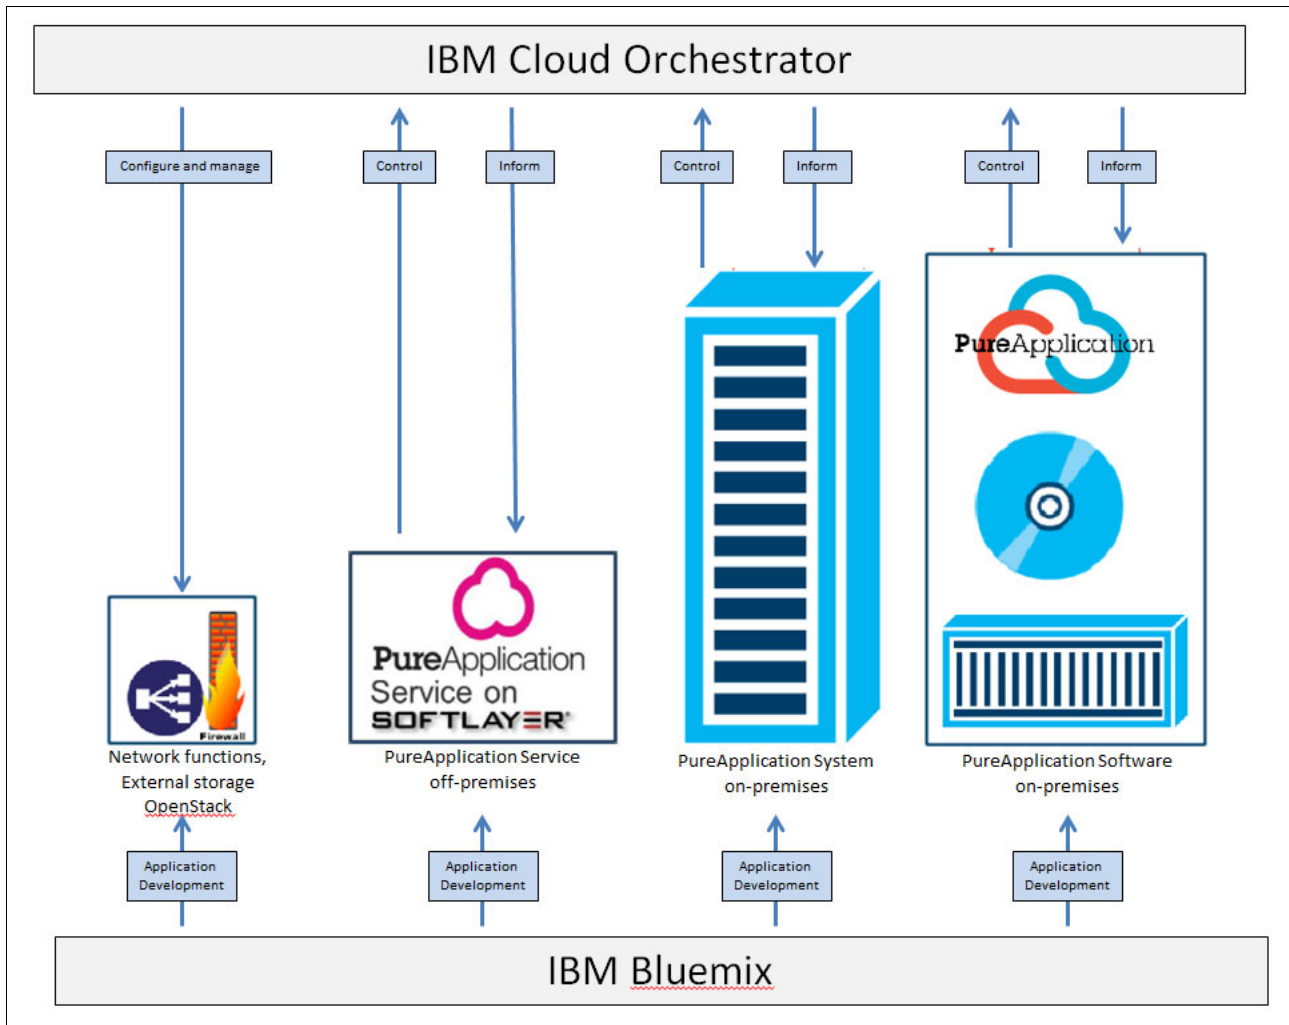 IBM Cloud Orchestrator
Configure and manage
Control
Inform
Control
Inform
Control
Inform
PureApplication
PureApplication
Service on
SOFTLAYER
Firewall
Network functions,
External storage
OpenStack
PureApplication Service
off-premises
PureApplication System
on-premises
PureApplication Software
on-premises
Application
Development
Application
Development
Application
Development
Application
Development
IBM Bluemix